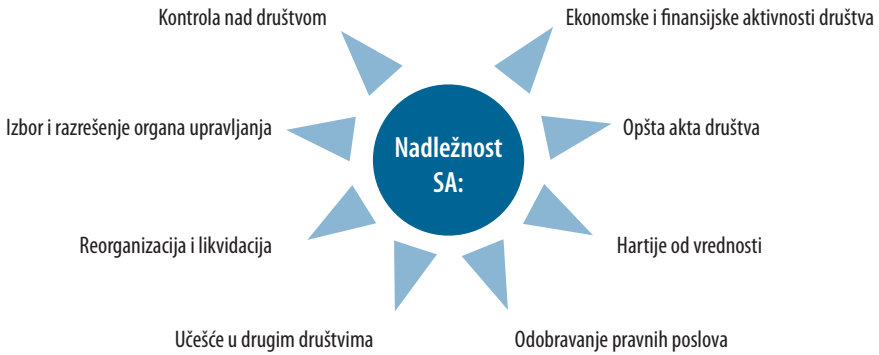 Kontrola nad društvom
Ekonomske i finansijske aktivnosti društva
Izbor i razrešenje organa upravljanja
Nadležnost
SA:
Opšta akta društva
Reorganizacija i likvidacija
Hartije od vrednosti
Učešće u drugim društvima
Odobravanje pravnih poslova